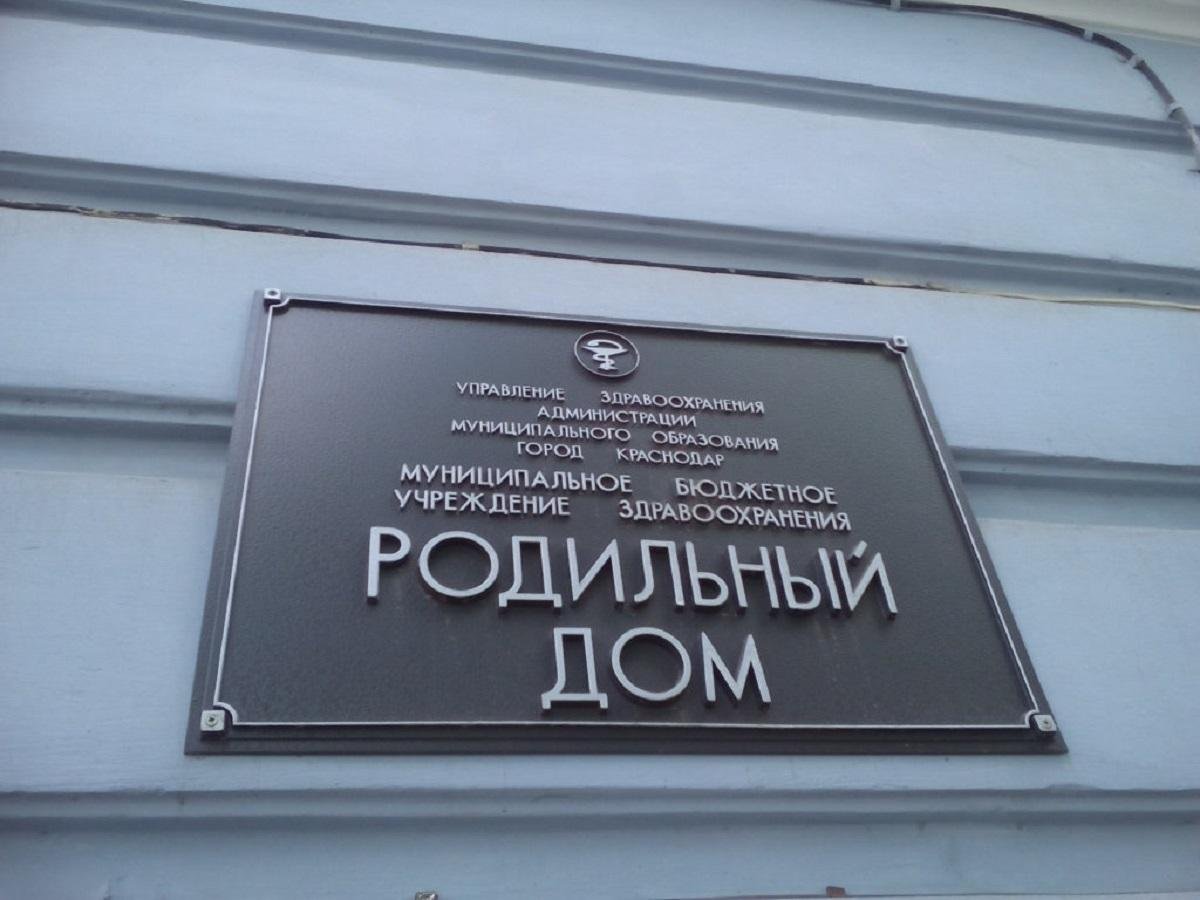 УПРАВЛЕНИЕ ЗДРАВООХРАНЕНИЯ
АДМИНИСТРАЦИИ
МУНИЦИПАЛЬНОГО ОБРАЗОВАНИЯ
ГОРОД КРАСНОДАР
МУНИЦИПАЛЬНОЕ БЮДЖЕТНОЕ
УЧРЕЖДЕНИЕ ЗДРАВООХРАНЕНИЯ
РОДИЛЬНЫЙ
ДОМ